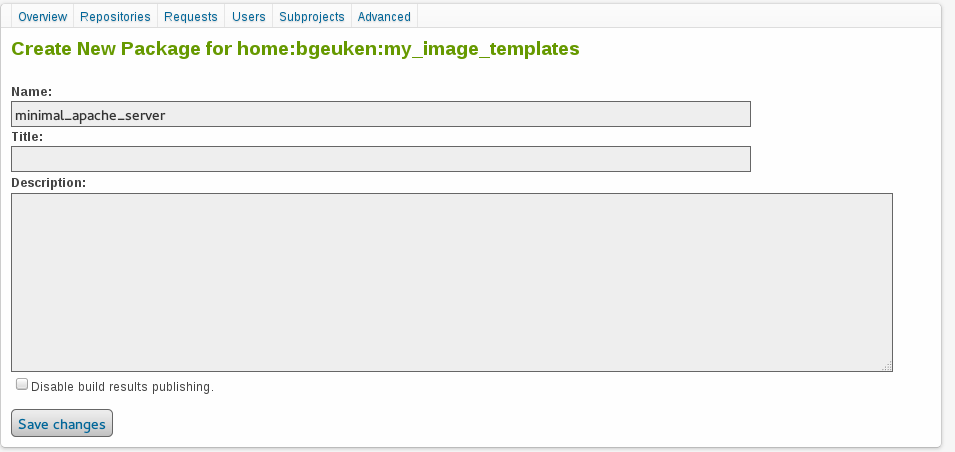 Overview Repositories Requests Users Subprojects Advanced
Create New Package for home:bgeuken:my_image_templates
Name:
minimal_apache_server
Title:
Description:
Disable build results publishing.
Save changes